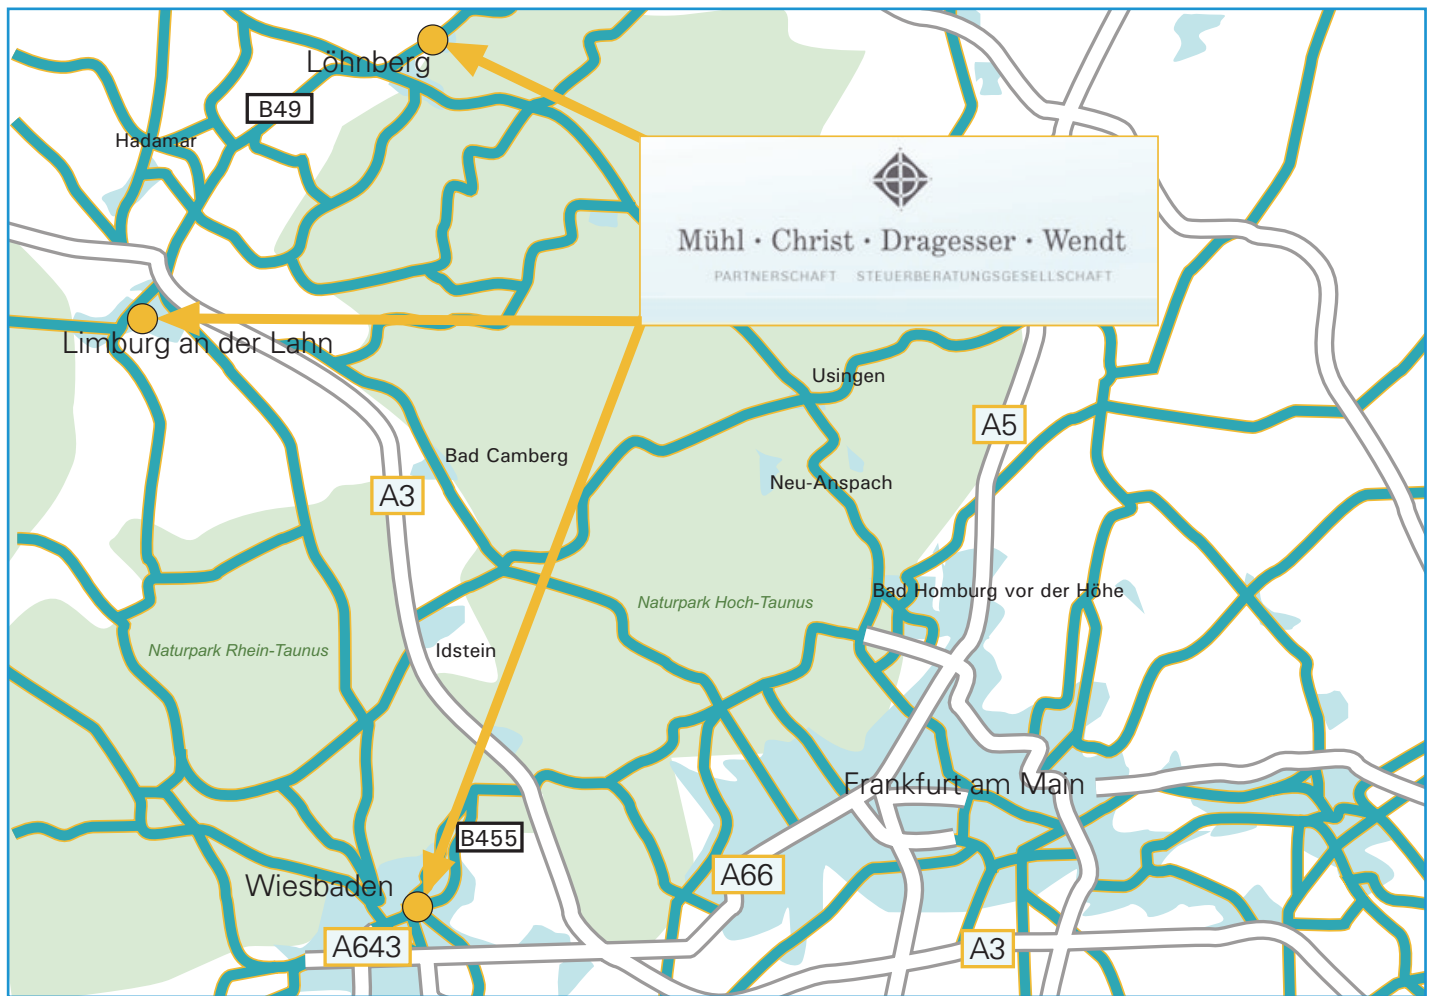 Löhnberg
B49
Hadamar
Mühl · Christ · Dragesser · Wendt
PARTNERSCHAFT STEUERBERATUNGSGESELLSCHAFT
Limburg an der Lahn
Usingen
A5
Bad Camberg
Neu-Anspach
A3
Bad Homburg vor der Höhe
Naturpark Hoch-Taunus
Naturpark Rhein-Taunus
Idstein
Frankfurt am Main
B455
A66
Wiesbaden
A643
A3